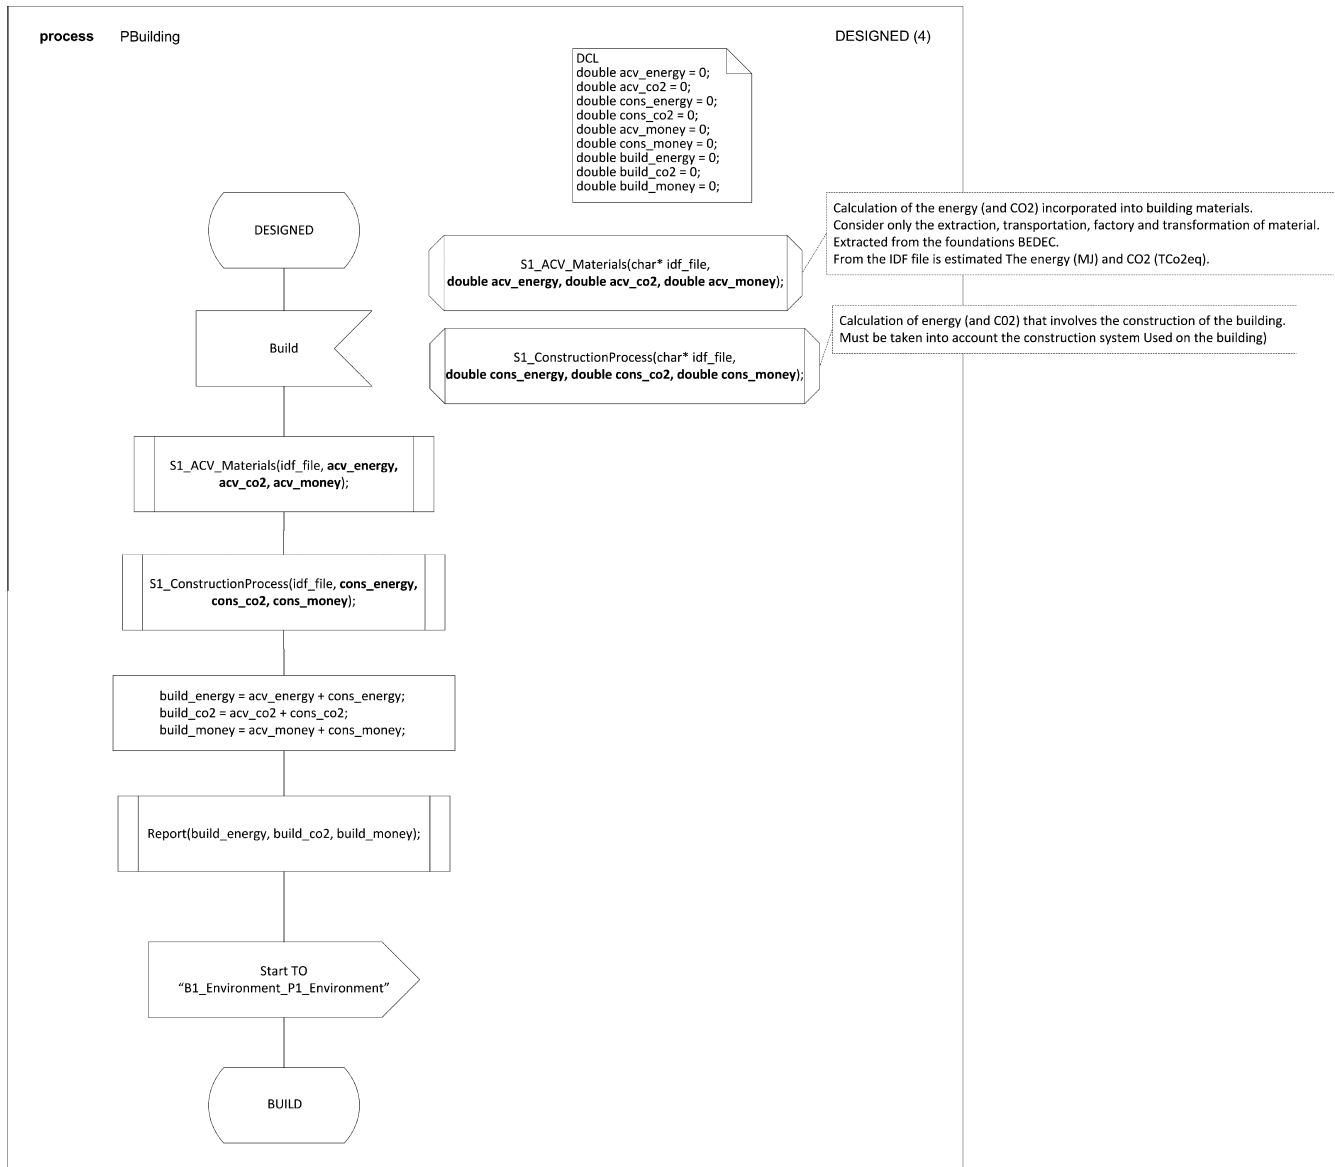 process PBuilding DESIGNED (4)
DCL
double acv_energy = 0;
double acv_co2 = 0;
double cons_energy = 0;
double cons_co2 = 0;
double acv_money = 0;
double cons_money = 0;
double build_energy = 0;
double build_co2 = 0;
double build_money = 0;
DESIGNED
Calculation of the energy (and CO2) incorporated into building materials.
Consider only the extraction, transportation, factory and transformation of material.
Extracted from the foundations BEDEC.
From the IDF file is estimated The energy (MJ) and CO2 (TCo2eq).
S1_ACV_Materials(char* idf_file,
double acv_energy, double acv_co2, double acv_money);
Calculation of energy (and C02) that involves the construction of the building.
Must be taken into account the construction system Used on the building)
Build
S1_ConstructionProcess(char* idf_file,
double cons_energy, double cons_co2, double cons_money);
S1_ACV_Materials(idf_file, acv_energy,
acv_co2, acv_money);
S1_ConstructionProcess(idf_file, cons_energy,
cons_co2, cons_money);
build_energy = acv_energy + cons_energy;
build_co2 = acv_co2 + cons_co2;
build_money = acv_money + cons_money;
Report(build_energy, build_co2, build_money);
Start TO
“B1_Environment_P1_Environment”
BUILD